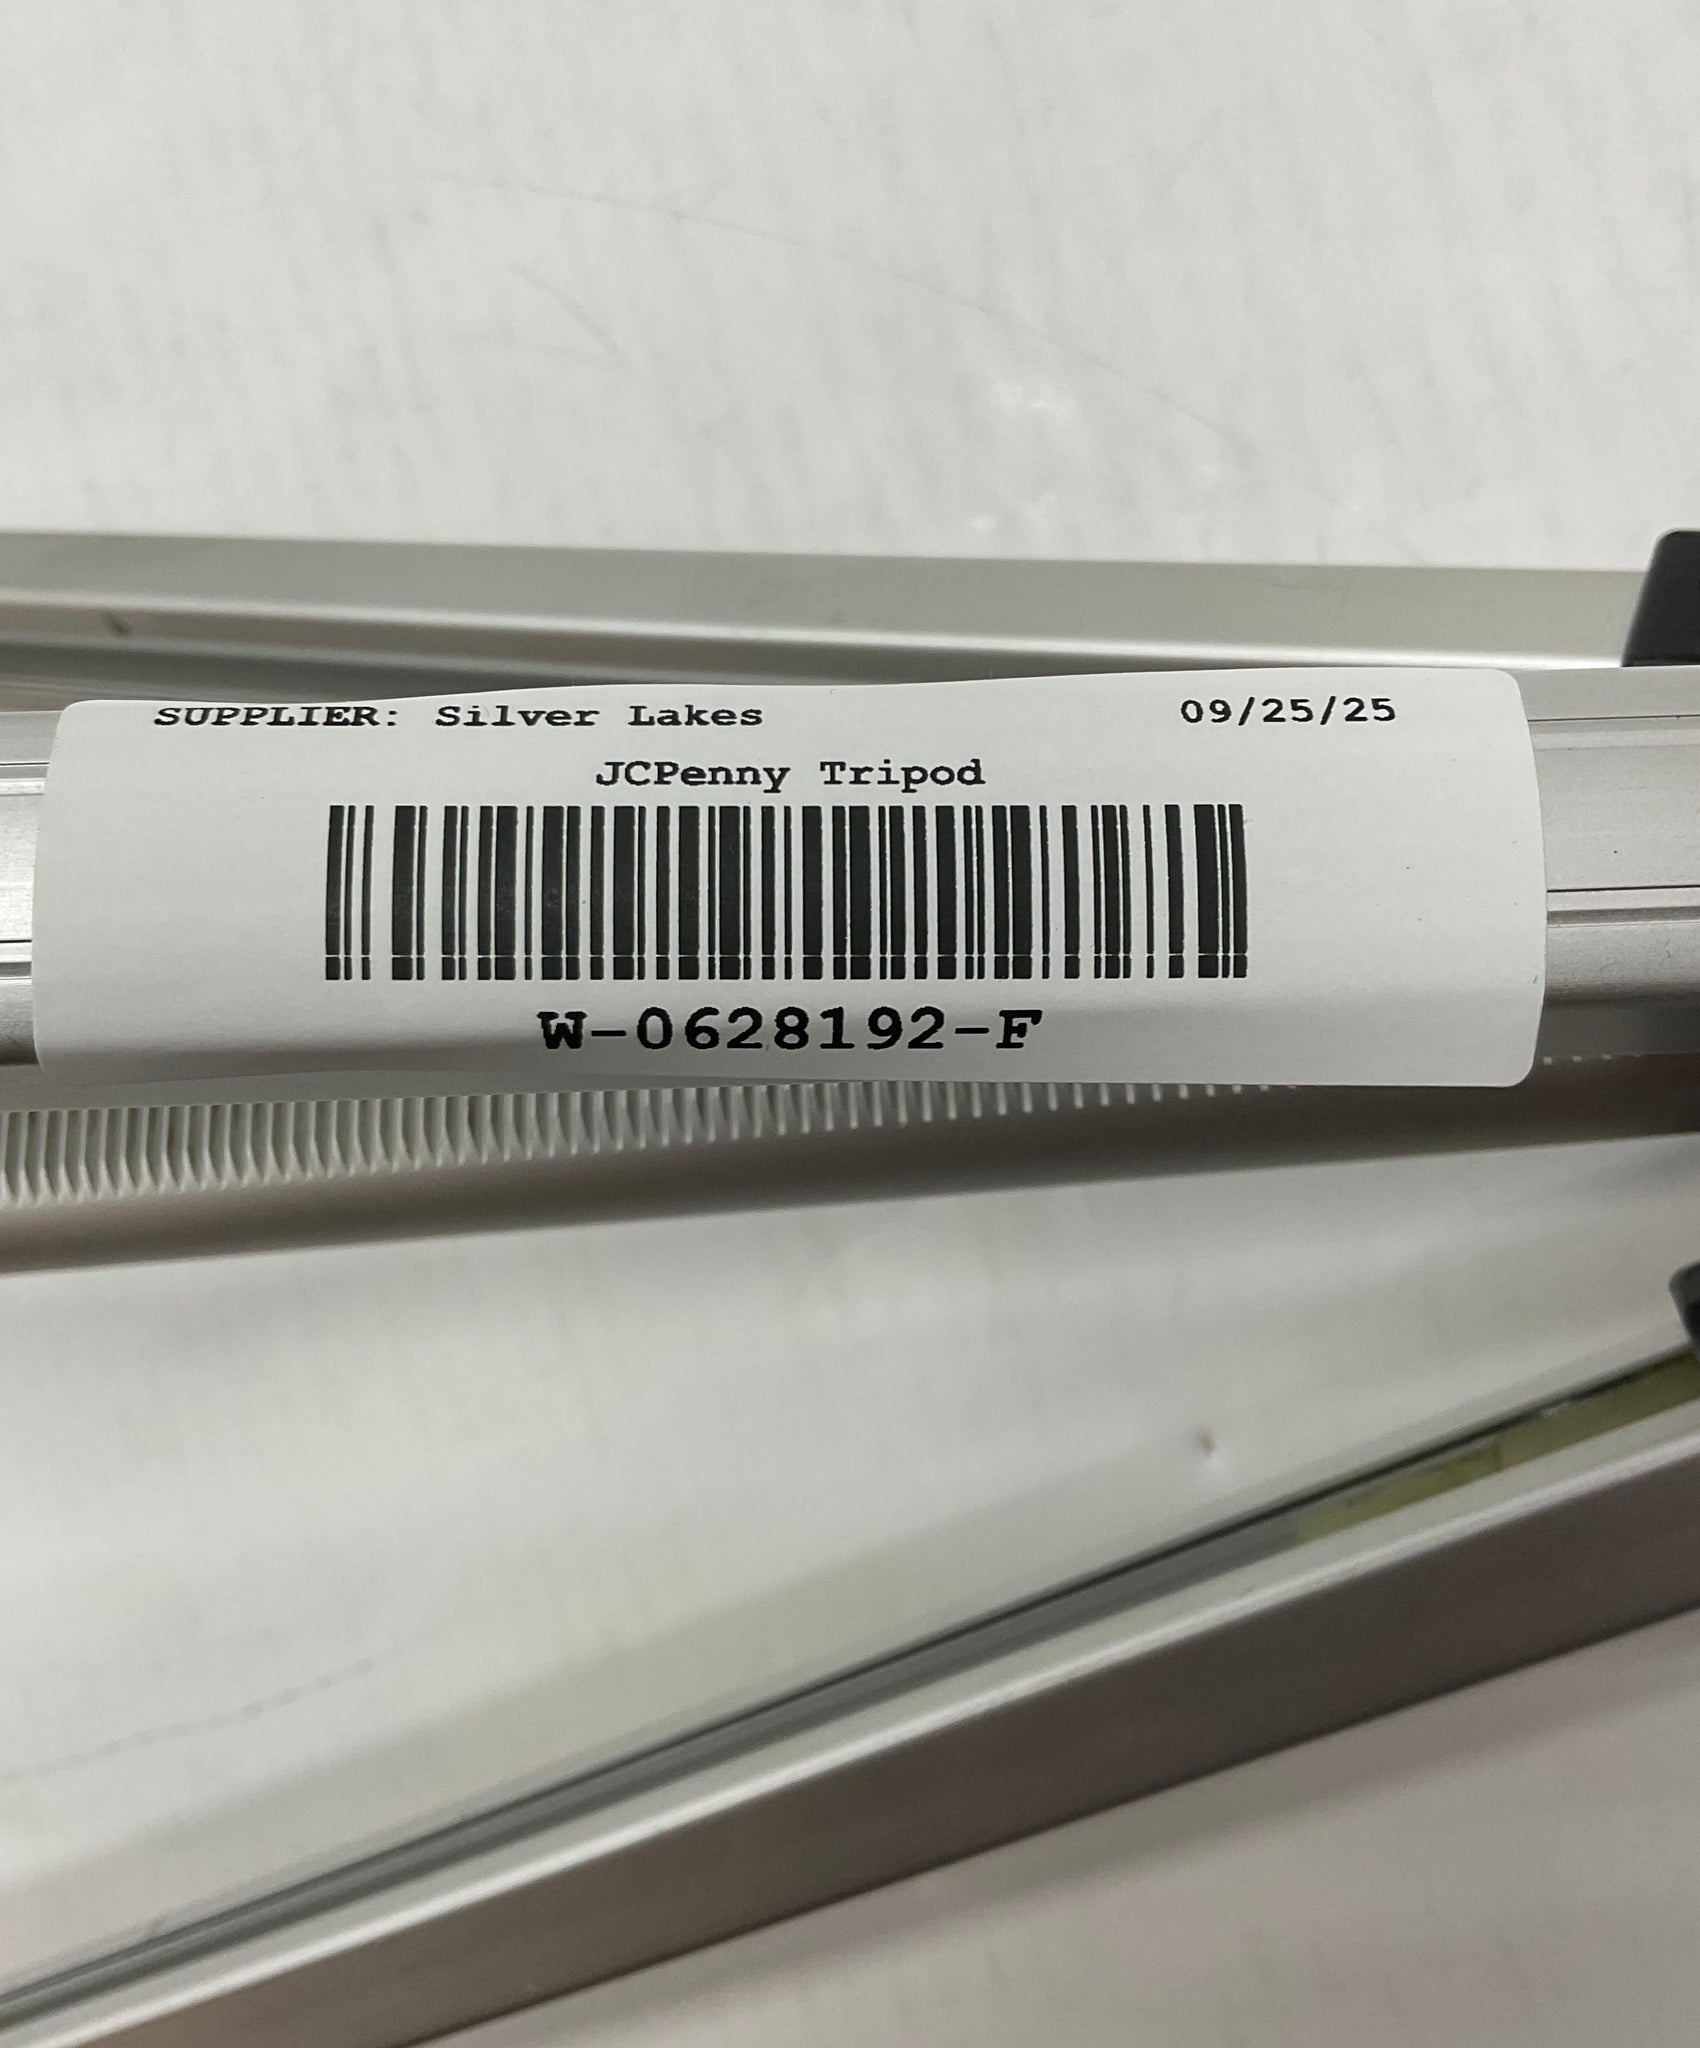 SUPPLIER: Silver Lakes 09/25/25
JCPenny Tripod
W-0628192-F